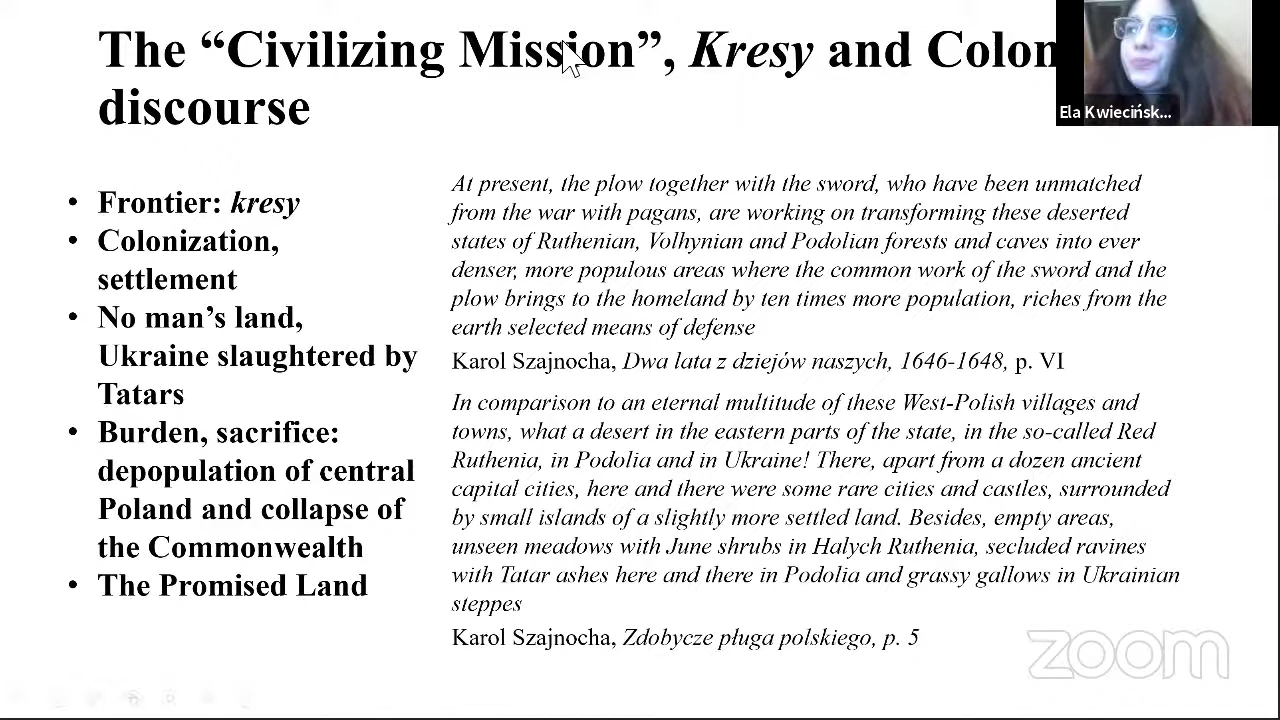 The “Civilizing Mission”, Kresy and Colon
discourse
Ela Kwiecińsk...
• Frontier: kresy
• Colonization,
settlement
• No man’s land,
Ukraine slaughtered by
Tatars
• Burden, sacrifice:
depopulation of central
Poland and collapse of
the Commonwealth
• The Promised Land
At present, the plow together with the sword, who have been unmatched
from the war with pagans, are working on transforming these deserted
states of Ruthenian, Volhynian and Podolian forests and caves into ever
denser, more populous areas where the common work of the sword and the
plow brings to the homeland by ten times more population, riches from the
earth selected means of defense
Karol Szajnocha, Dwa lata z dziejów naszych, 1646-1648, p. VI
In comparison to an eternal multitude of these West-Polish villages and
towns, what a desert in the eastern parts of the state, in the so-called Red
Ruthenia, in Podolia and in Ukraine! There, apart from a dozen ancient
capital cities, here and there were some rare cities and castles, surrounded
by small islands of a slightly more settled land. Besides, empty areas,
unseen meadows with June shrubs in Halych Ruthenia, secluded ravines
with Tatar ashes here and there in Podolia and grassy gallows in Ukrainian
steppes
Karol Szajnocha, Zdobycze pługa polskiego, p. 5
zoom